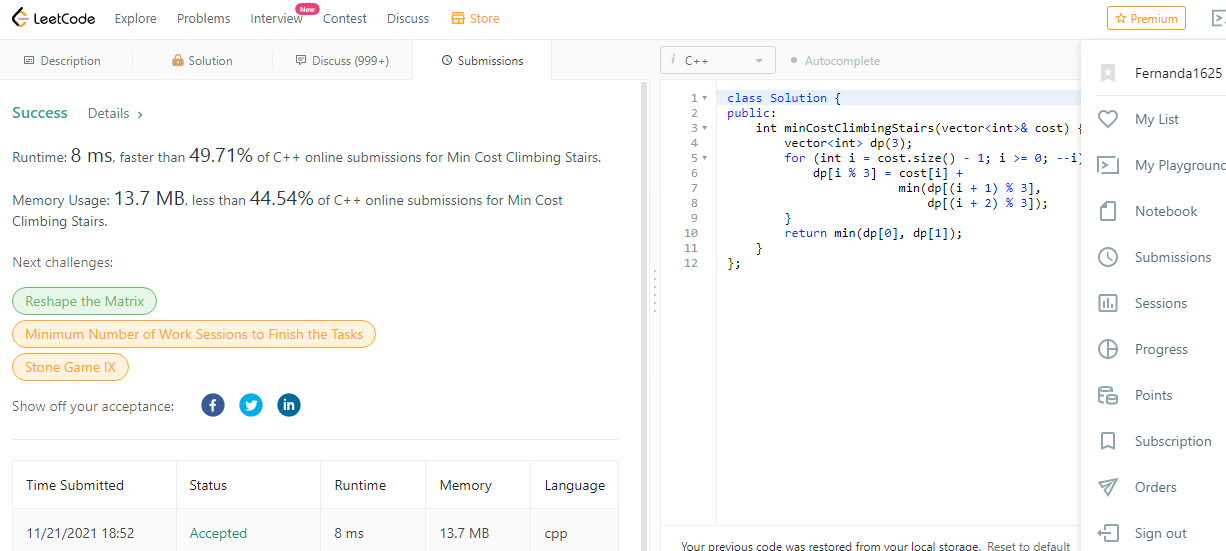 LeetCode Explore Problems Interview New Contest Discuss Store Premium
Description Solution Discuss (999+) Submissions
i C++ Autocomplete
Success Details >
Runtime: 8 ms, faster than 49.71% of C++ online submissions for Min Cost Climbing Stairs.
Memory Usage: 13.7 MB, less than 44.54% of C++ online submissions for Min Cost
Climbing Stairs.
Next challenges:
Reshape the Matrix
Minimum Number of Work Sessions to Finish the Tasks
Stone Game IX
Show off your acceptance:
Time Submitted Status Runtime Memory Language
11/21/2021 18:52 Accepted 8 ms 13.7 MB cpp
1 class Solution {
2 public:
3 int minCostClimbingStairs(vector<int>& cost) {
4 vector<int> dp(3);
5 for (int i = cost.size() - 1; i >= 0; --i)
6 dp[i % 3] = cost[i] +
7 min(dp[(i + 1) % 3],
8 dp[(i + 2) % 3]);
9 }
10 return min(dp[0], dp[1]);
11 }
12 };
Your previous code was restored from your local storage. Reset to default
Fernanda1625
My List
My Playground
Notebook
Submissions
Sessions
Progress
Points
Subscription
Orders
Sign out